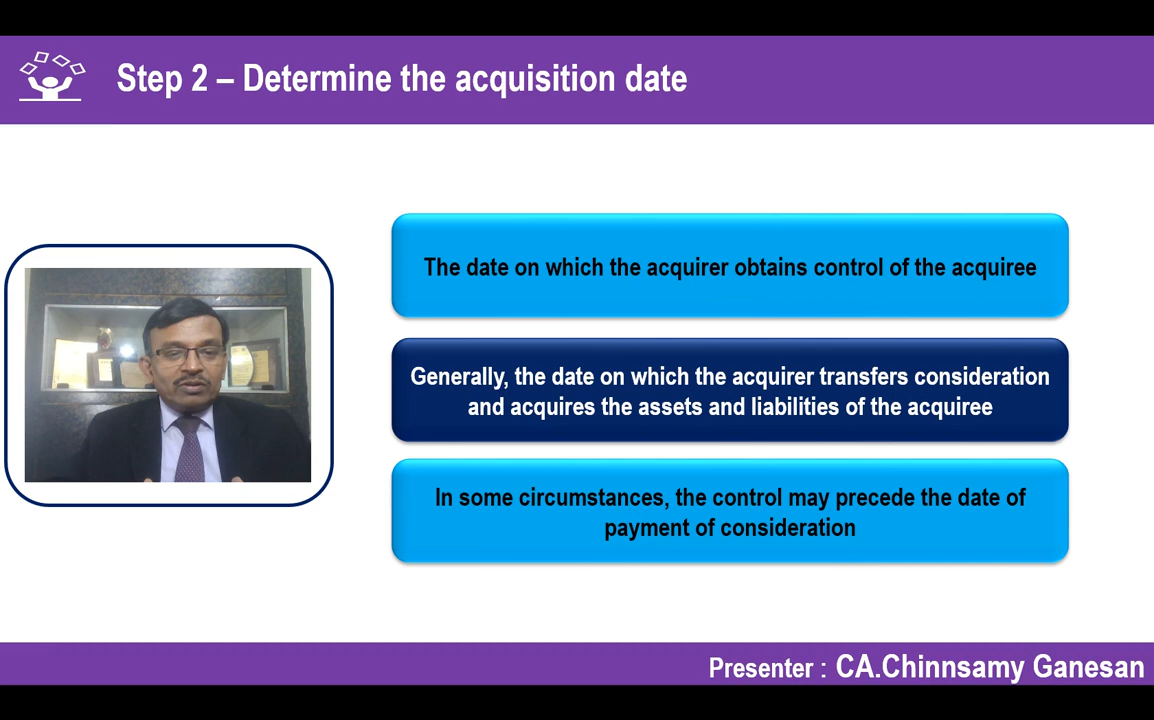 Step 2 – Determine the acquisition date
The date on which the acquirer obtains control of the acquiree
Generally, the date on which the acquirer transfers consideration
and acquires the assets and liabilities of the acquiree
In some circumstances, the control may precede the date of
payment of consideration
Presenter : CA.Chinnsamy Ganesan